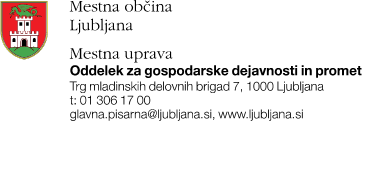 Mestna občina
Ljubljana
Mestna uprava
Oddelek za gospodarske dejavnosti in promet
Trg mladinskih delovnih brigad 7, 1000 Ljubljana
t: 01 306 17 00
glavna.pisarna@ljubljana.si, www.ljubljana.si